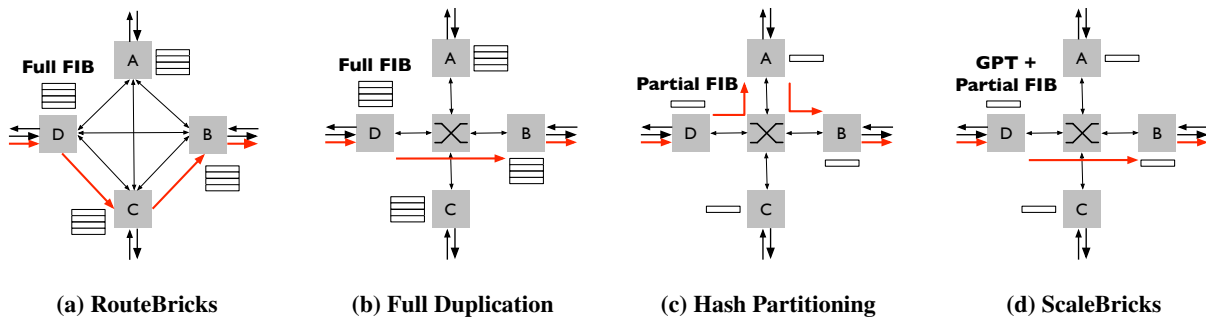 A
Full FIB
D
B
C
(a) RouteBricks
A
Full FIB
D
B
C
(b) Full Duplication
A
Partial FIB
D
B
C
(c) Hash Partitioning
GPT +
Partial FIB
A
D
B
C
(d) ScaleBricks